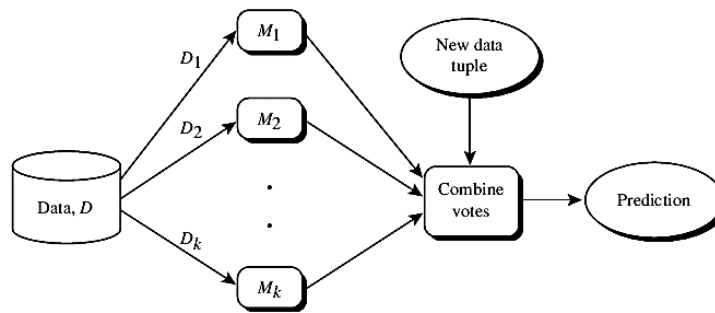 M1
New data
tuple
D1
D2
M2
Combine
votes
Prediction
Data, D
Dk
Mk